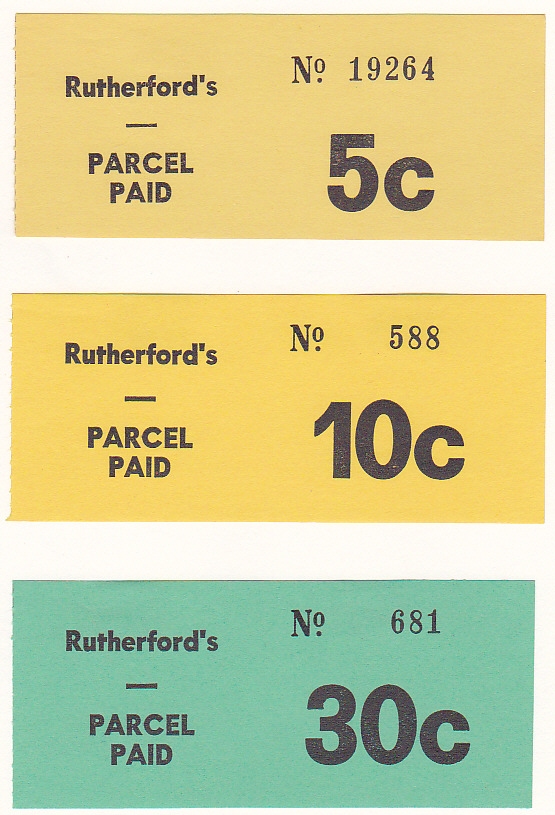 Rutherford's
PARCEL
PAID
Nº 19264
5c
Rutherford's
PARCEL
PAID
Nº 588
10c
Rutherford's
PARCEL
PAID
Nº 681
30c